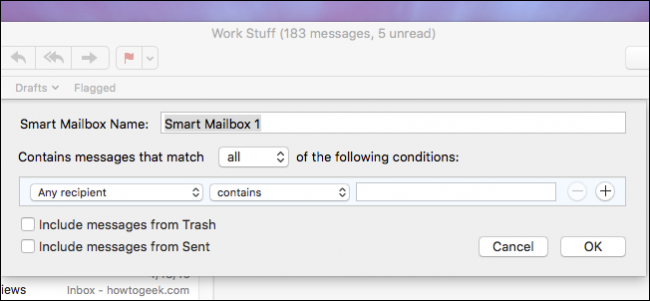 Work Stuff (183 messages, 5 unread)
Drafts Flagged
Smart Mailbox Name: Smart Mailbox 1
Contains messages that match all of the following conditions:
Any recipient contains
Include messages from Trash
Include messages from Sent
Cancel OK
iews Inbox - howtogeek.com